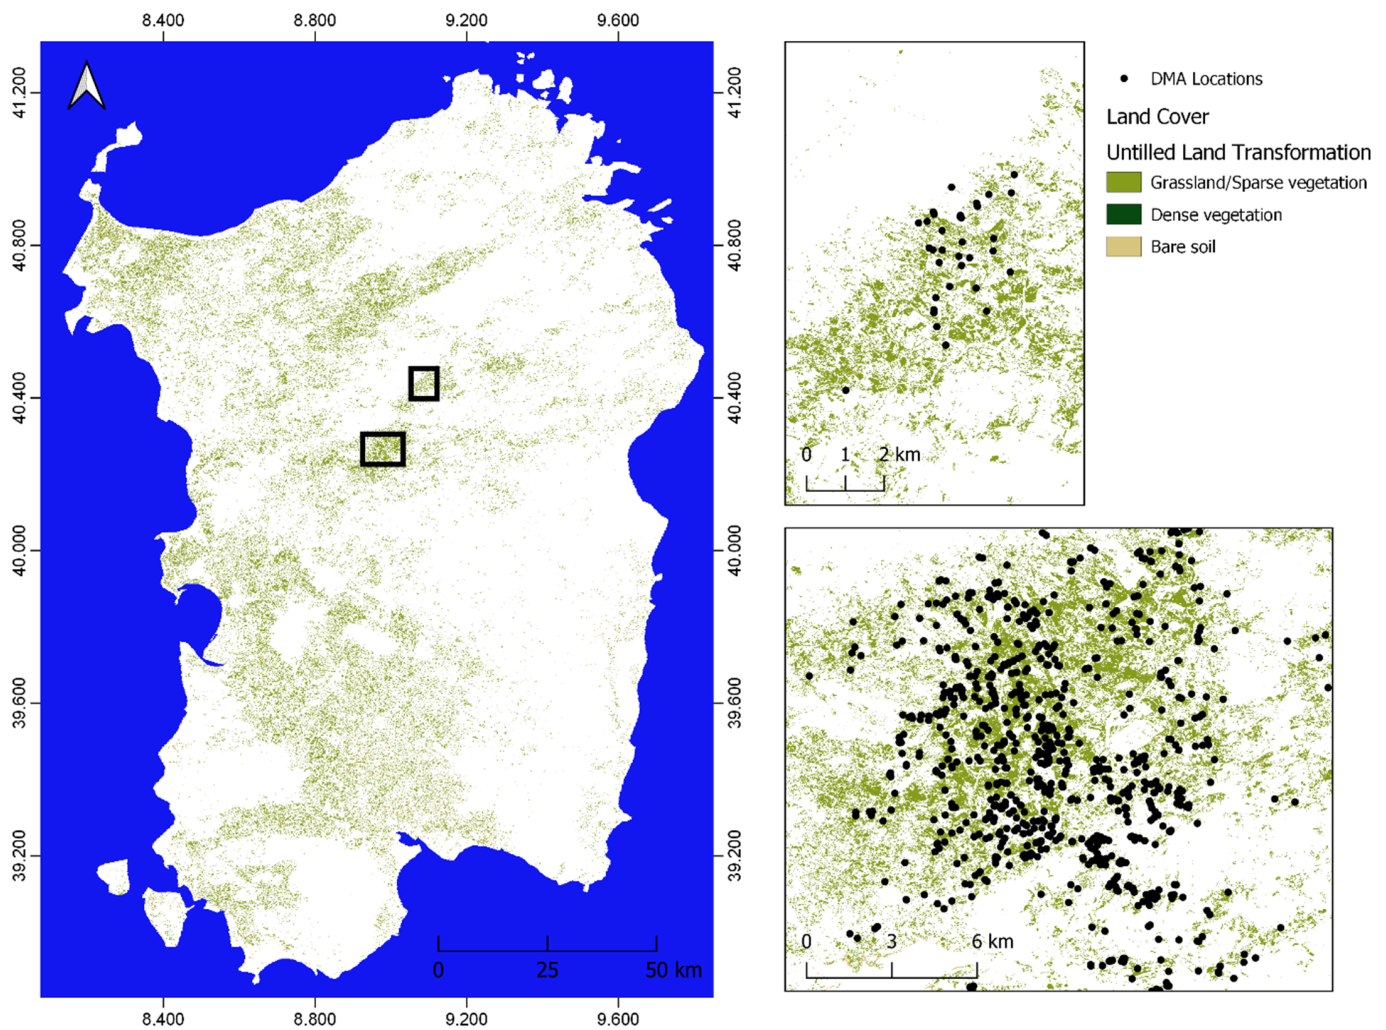 8.400 8.800 9.200 9.600
41.200
40.800
40.400
40.000
39.600
39.200
0 25 50 km
8.400 8.800 9.200 9.600
0 1 2 km
0 3 6 km
DMA Locations
Land Cover
Untilled Land Transformation
Grassland/Sparse vegetation
Dense vegetation
Bare soil
41.200
40.800
40.400
40.000
39.600
39.200